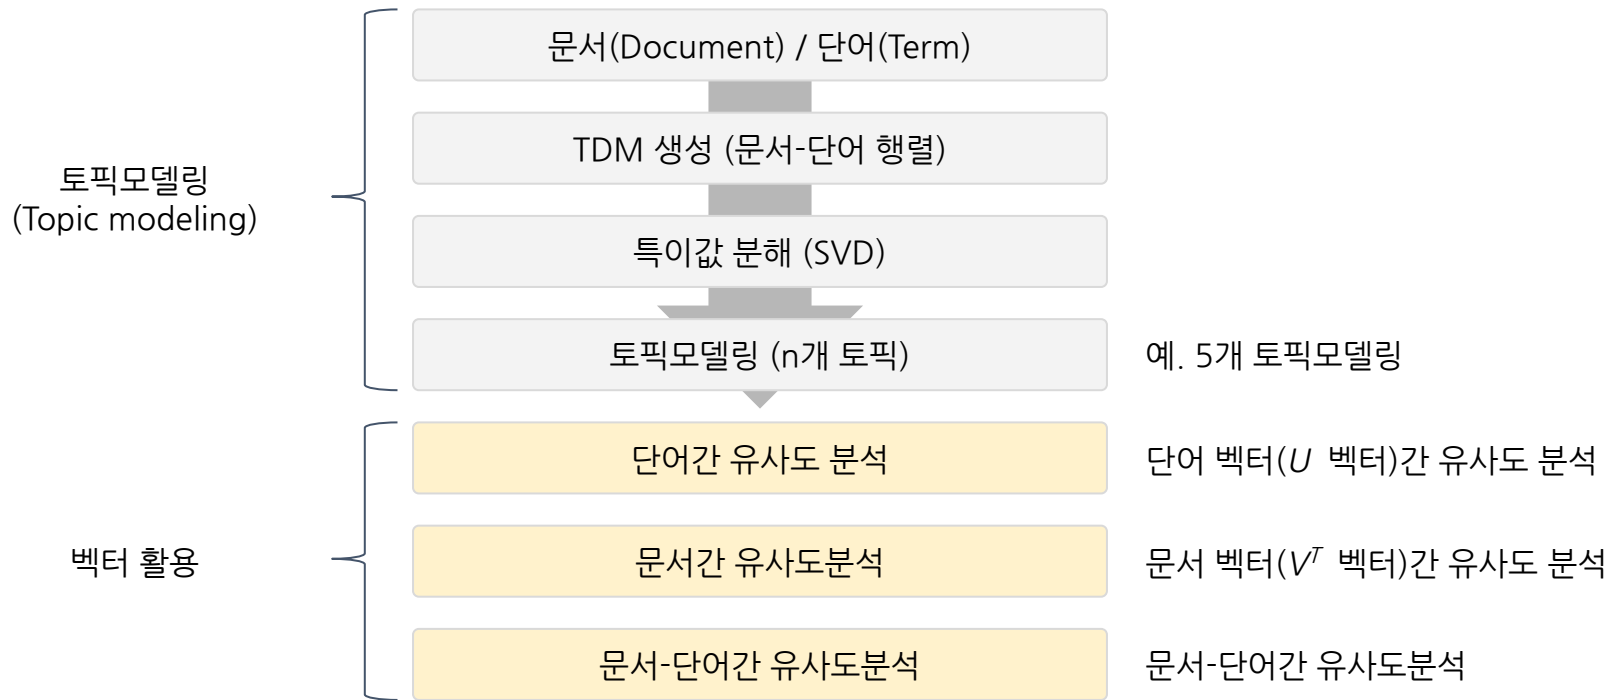 문서(Document) / 단어(Term)
TDM 생성 (문서-단어 행렬)
토픽모델링
(Topic modeling)
특이값 분해 (SVD)
토픽모델링 (n개 토픽)
예. 5개 토픽모델링
단어간 유사도 분석
단어 벡터(U 벡터)간 유사도 분석
벡터 활용
문서간 유사도분석
문서 벡터(Vᵀ 벡터)간 유사도 분석
문서-단어간 유사도분석
문서-단어간 유사도분석